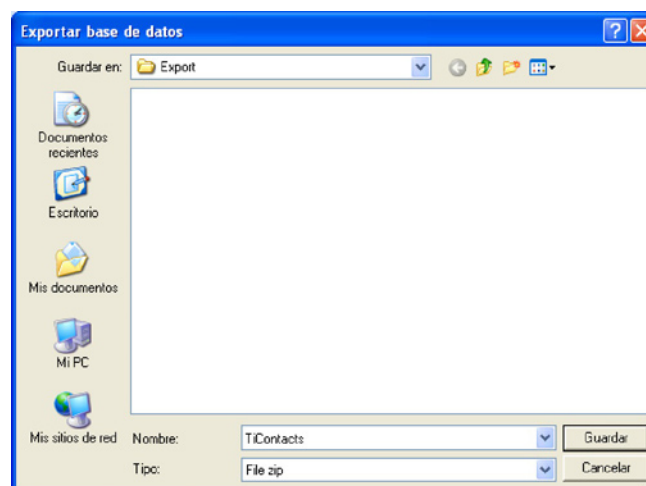 Exportar base de datos
Guardar en: Export
Documentos
recientes
Escritorio
Mis documentos
Mi PC
Mis sitios de red
Nombre: TiContacts Guardar
Tipo: File zip Cancelar